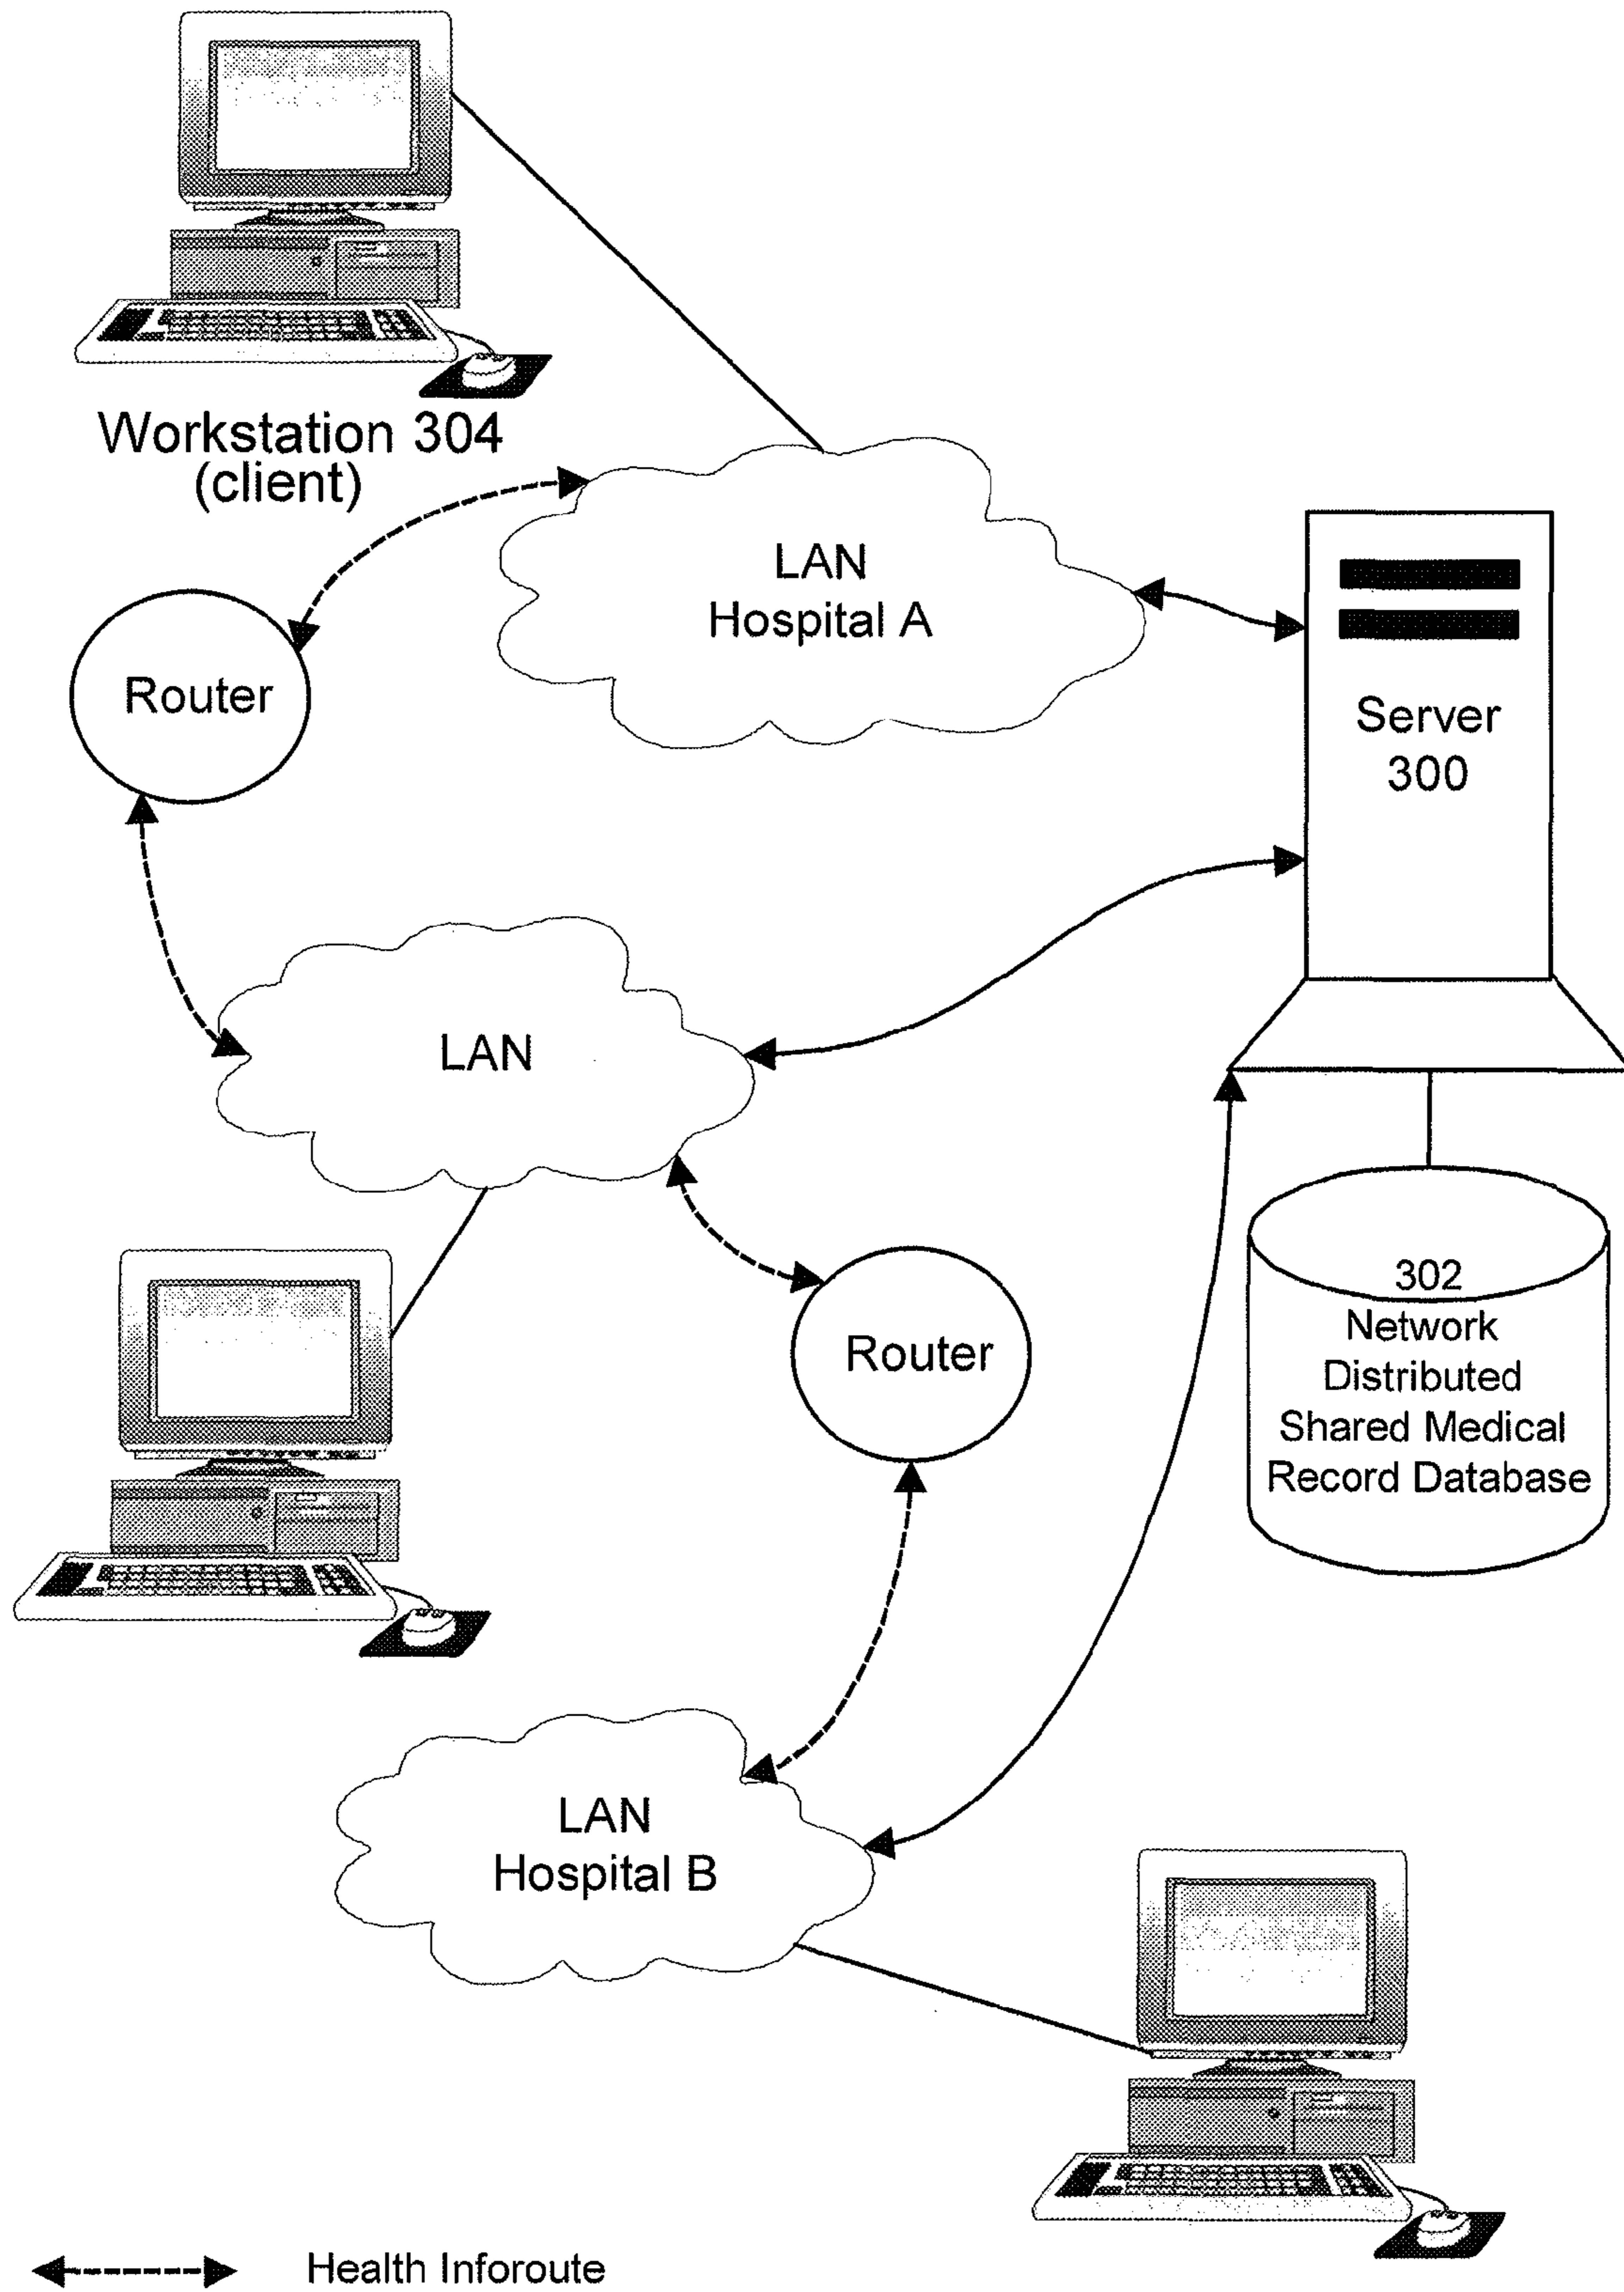 Workstation 304
(client)
LAN
Hospital A
Router
Server
300
LAN
Router
302
Network
Distributed
Shared Medical
Record Database
LAN
Hospital B
Health Inforoute